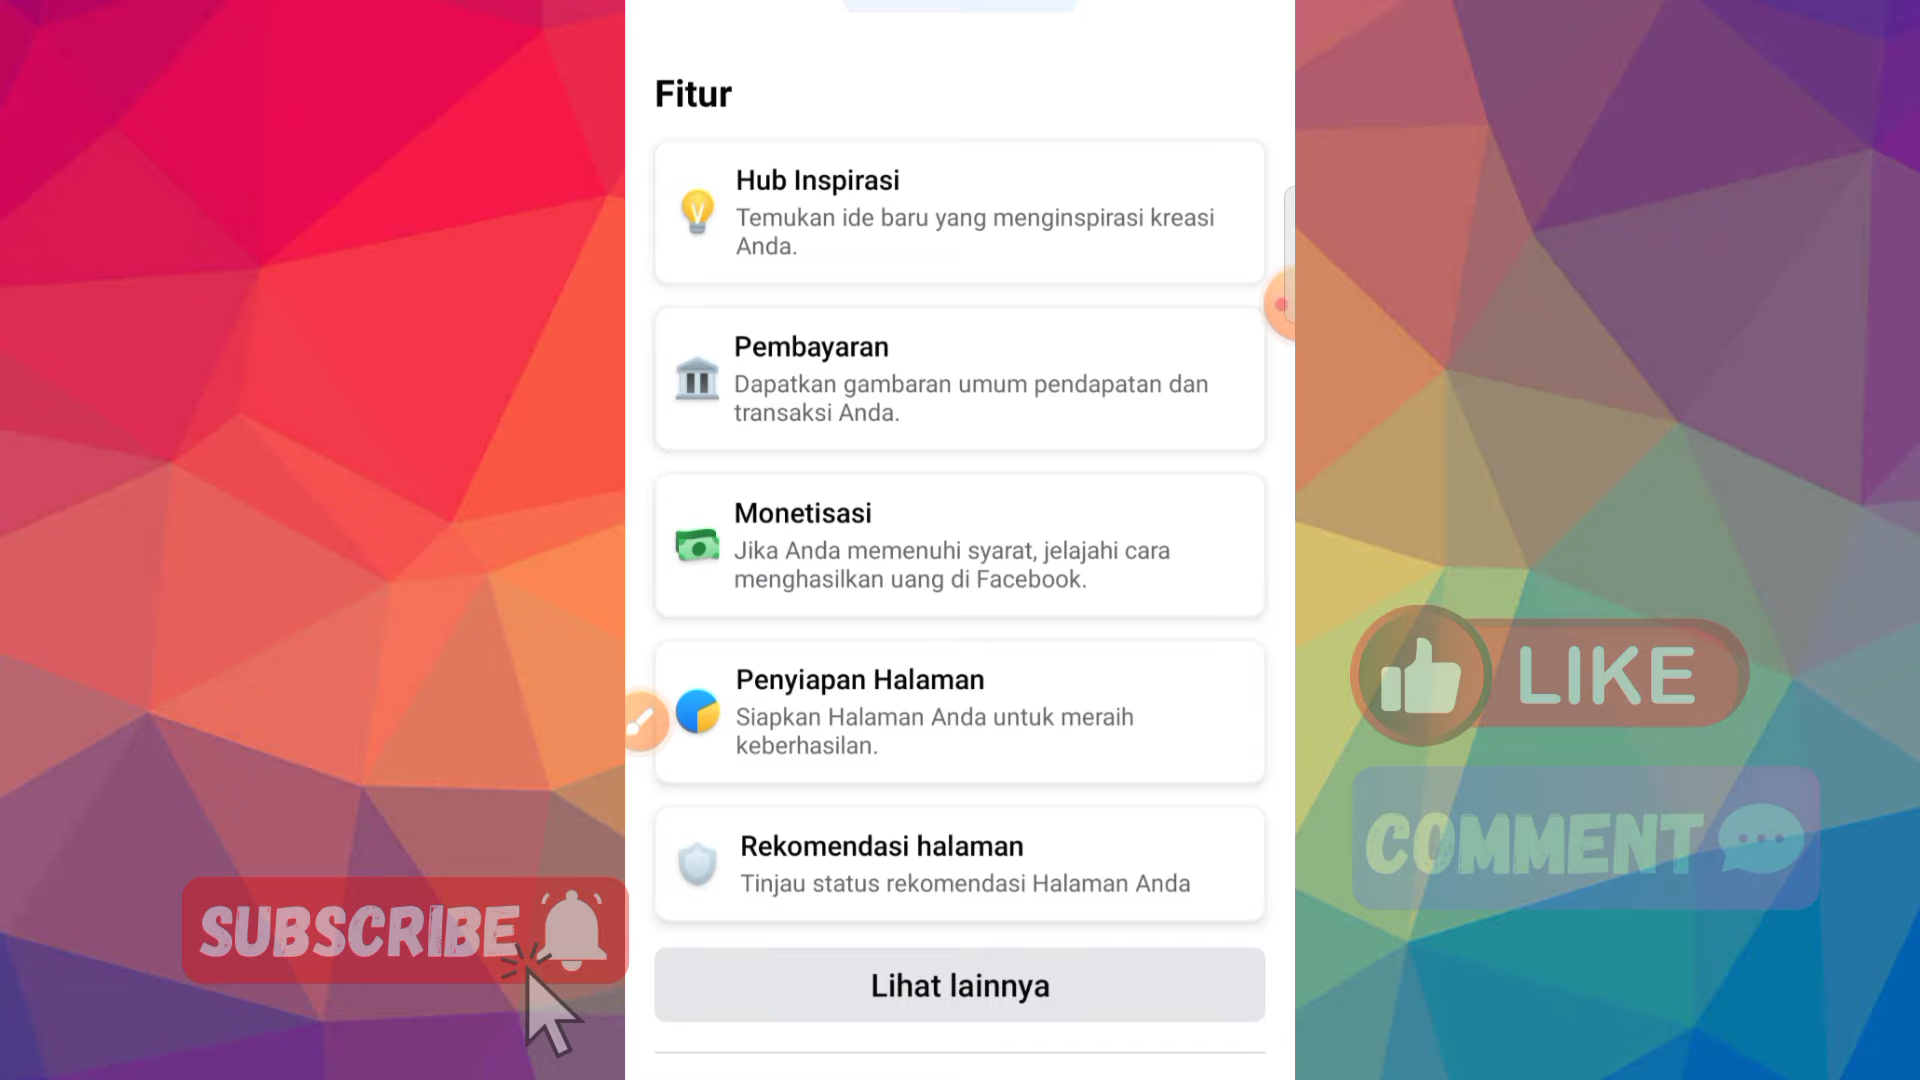 Fitur
Hub Inspirasi
Temukan ide baru yang menginspirasi kreasi
Anda.
Pembayaran
Dapatkan gambaran umum pendapatan dan
transaksi Anda.
Monetisasi
Jika Anda memenuhi syarat, jelajahi cara
menghasilkan uang di Facebook.
Penyiapan Halaman
Siapkan Halaman Anda untuk meraih
keberhasilan.
Rekomendasi halaman
Tinjau status rekomendasi Halaman Anda
Lihat lainnya
SUBSCRIBE
LIKE
COMMENT